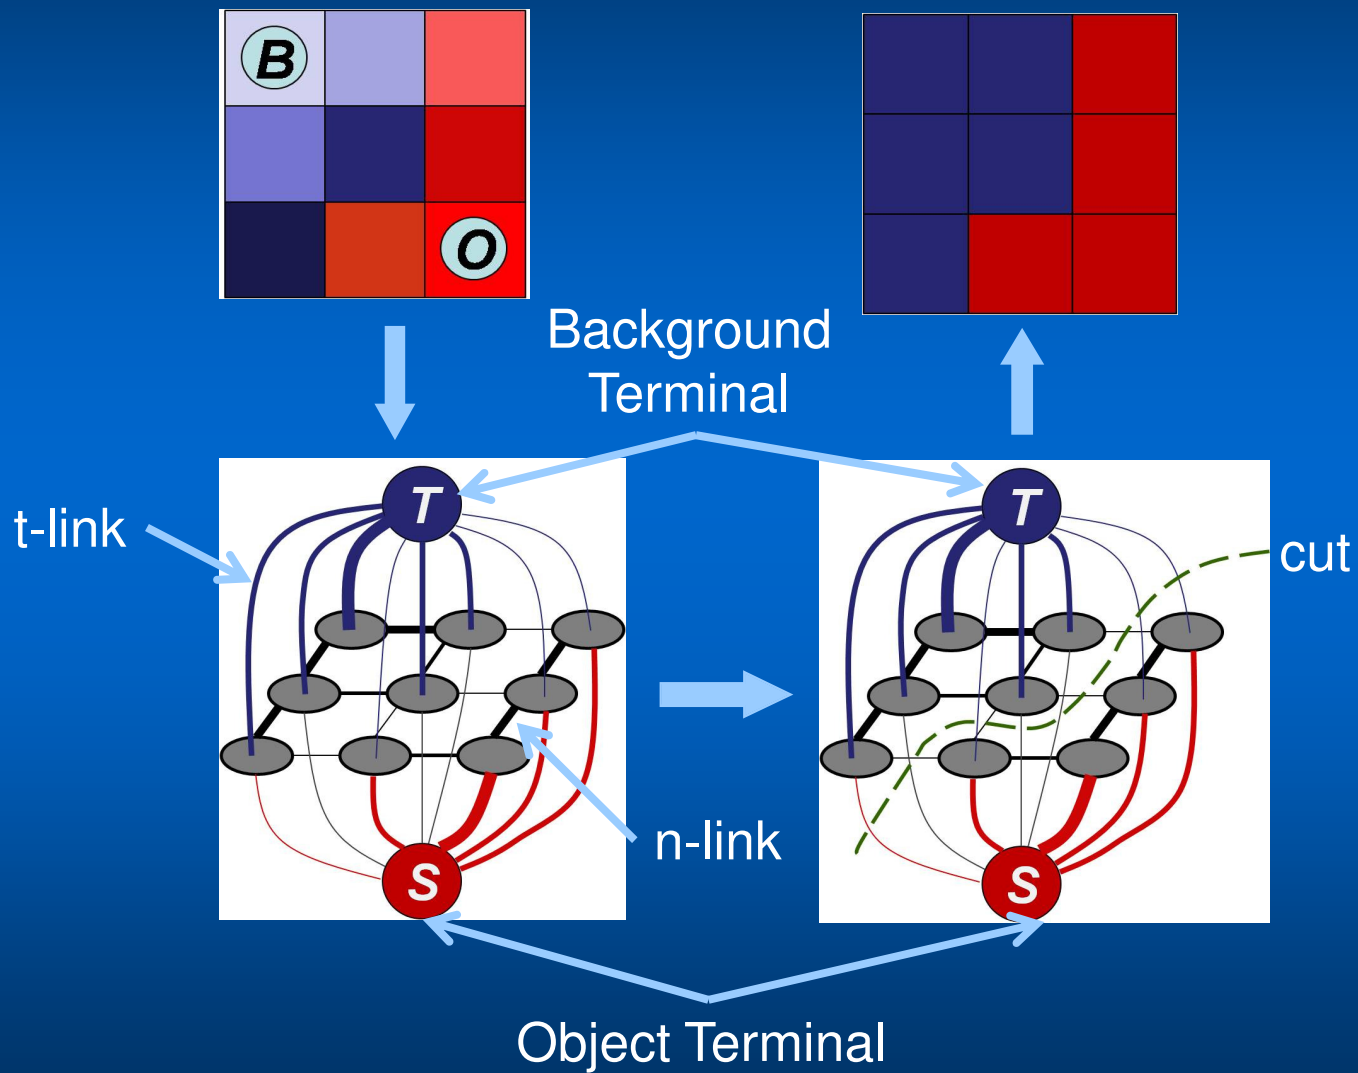 B
O
Background
Terminal
T
T
t-link
cut
n-link
S
S
Object Terminal